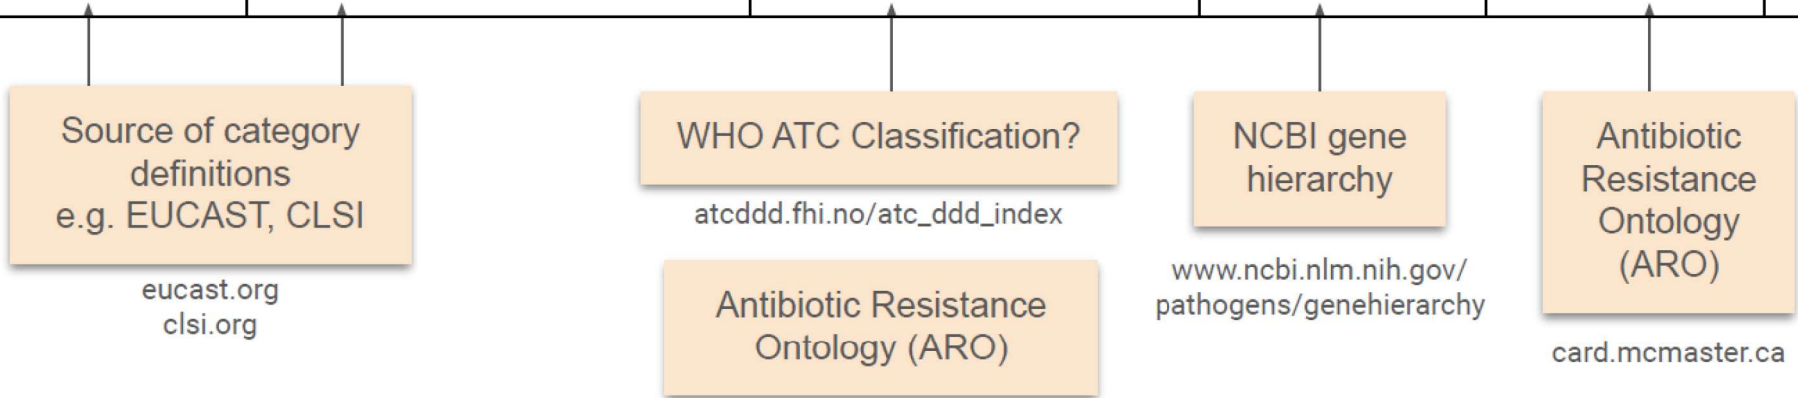 Source of category
definitions
e.g. EUCAST, CLSI
eucast.org
clsi.org
WHO ATC Classification?
atcddd.fhi.no/atc_ddd_index
Antibiotic Resistance
Ontology (ARO)
NCBI gene
hierarchy
www.ncbi.nlm.nih.gov/
pathogens/genehierarchy
Antibiotic
Resistance
Ontology
(ARO)
card.mcmaster.ca